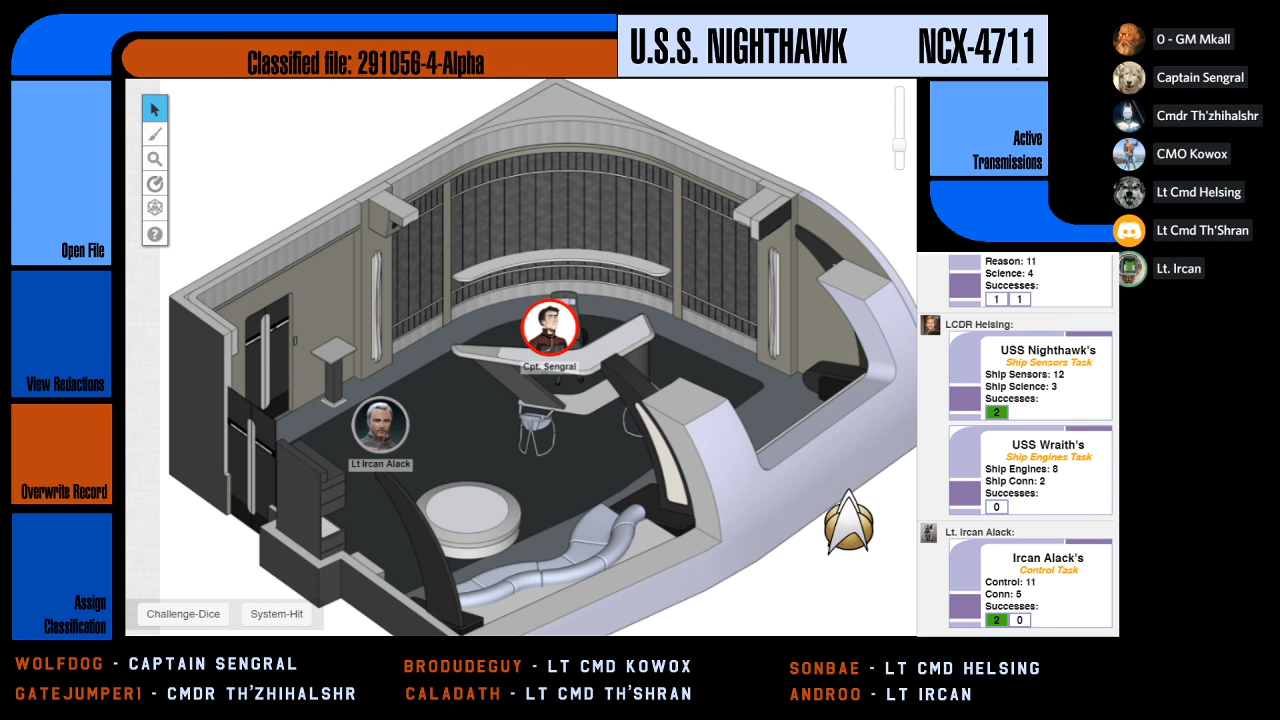 Classified file: 291056-4-Alpha
U.S.S. NIGHTHAWK NCX-4711
Open File
View Redactions
Overwrite Record
Assign
Classification
Active
Transmissions
0 - GM Mkall
Captain Sengral
Cmdr Th'zhihalshr
CMO Kowox
Lt Cmd Helsing
Lt Cmd Th'Shran
Lt. Ircan
Cpt. Sengral
Lt Ircan Alack
Challenge-Dice
System-Hit
Reason: 11
Science: 4
Successes:
1 1
LCDR Helsing:
USS Nighthawk's
Ship Sensors Task
Ship Sensors: 12
Ship Science: 3
Successes:
2
USS Wraith's
Ship Engines Task
Ship Engines: 8
Ship Conn: 2
Successes:
0
Lt. Ircan Alack:
Ircan Alack's
Control Task
Control: 11
Conn: 5
Successes:
2 0
WOLFDOG - CAPTAIN SENGRAL
GATEJUMPER1 - CMDR TH'ZHIHALSHR
BRODUDEGUY - LT CMD KOWOX
CALADATH - LT CMD TH'SHRAN
SONBAE - LT CMD HELSING
ANDROO - LT IRCAN